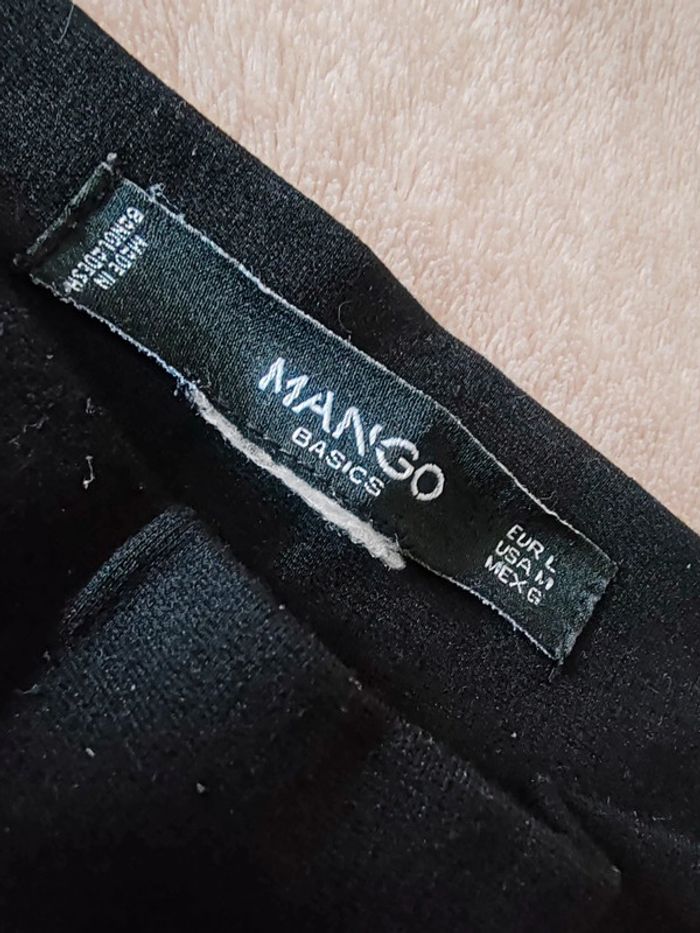 MADE IN
BANGLADESH
MANGO
BASICS
EUR L
USA M
MEX G